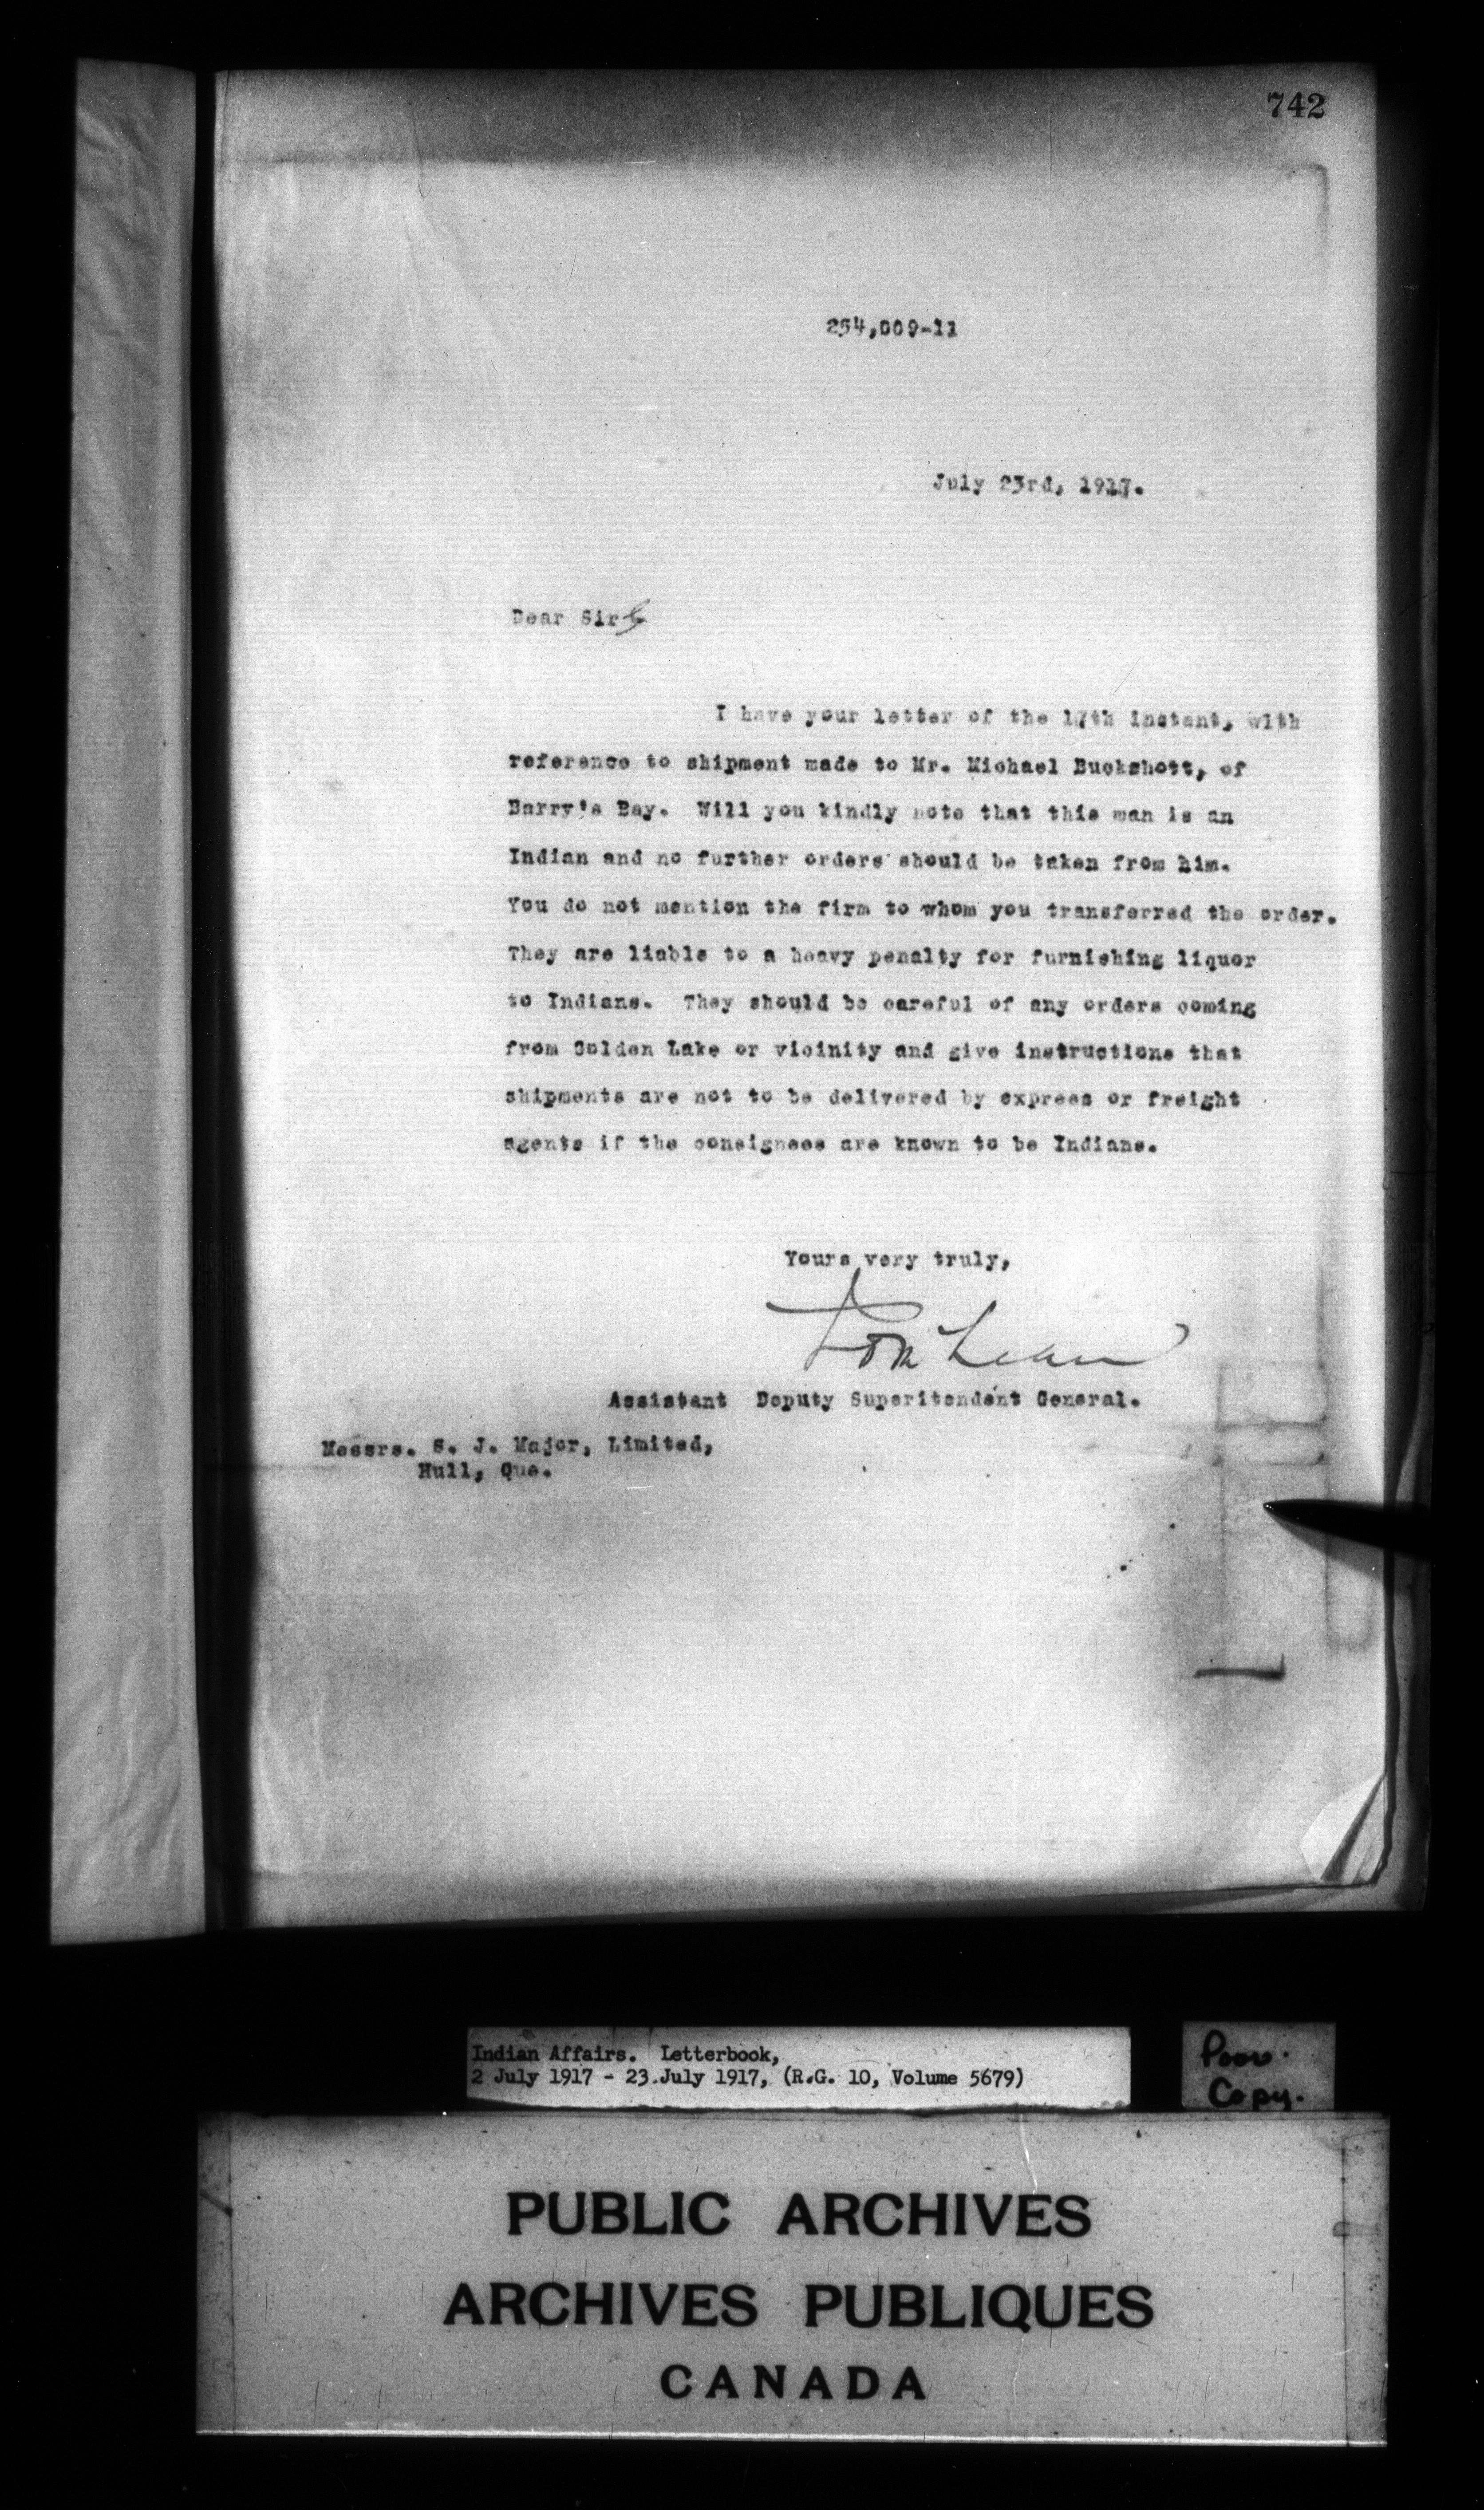 742
254,009-11
July 23rd, 1917.
Dear Sirs
I have your letter of the 17th instant, with
reference to shipment made to Mr. Michael Buckshott, of
Barry's Bay. Will you kindly note that this man is an
Indian and no further orders should be taken from him.
You do not mention the firm to whom you transferred the order.
They are liable to a heavy penalty for furnishing liquor
to Indians. They should be careful of any orders coming
from Golden Lake or vicinity and give instructions that
shipments are not to be delivered by express or freight
agents if the consignees are known to be Indians.
Yours very truly,
Assistant Deputy Superitendent General.
Messrs. S. J. Major, Limited,
Hull, Que.
Indian Affairs. Letterbook,
2 July 1917 - 23 July 1917, (R.G. 10, Volume 5679)
Poor
Copy.
PUBLIC ARCHIVES
ARCHIVES PUBLIQUES
CANADA